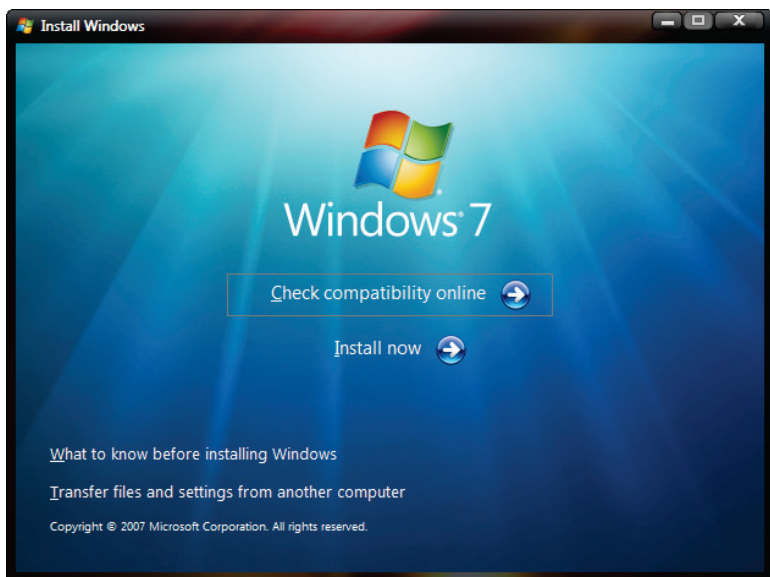 Install Windows
Windows® 7
Check compatibility online
Install now
What to know before installing Windows
Transfer files and settings from another computer
Copyright © 2007 Microsoft Corporation. All rights reserved.